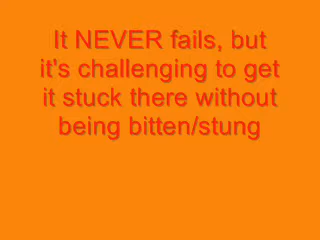 It NEVER fails, but
it's challenging to get
it stuck there without
being bitten/stung